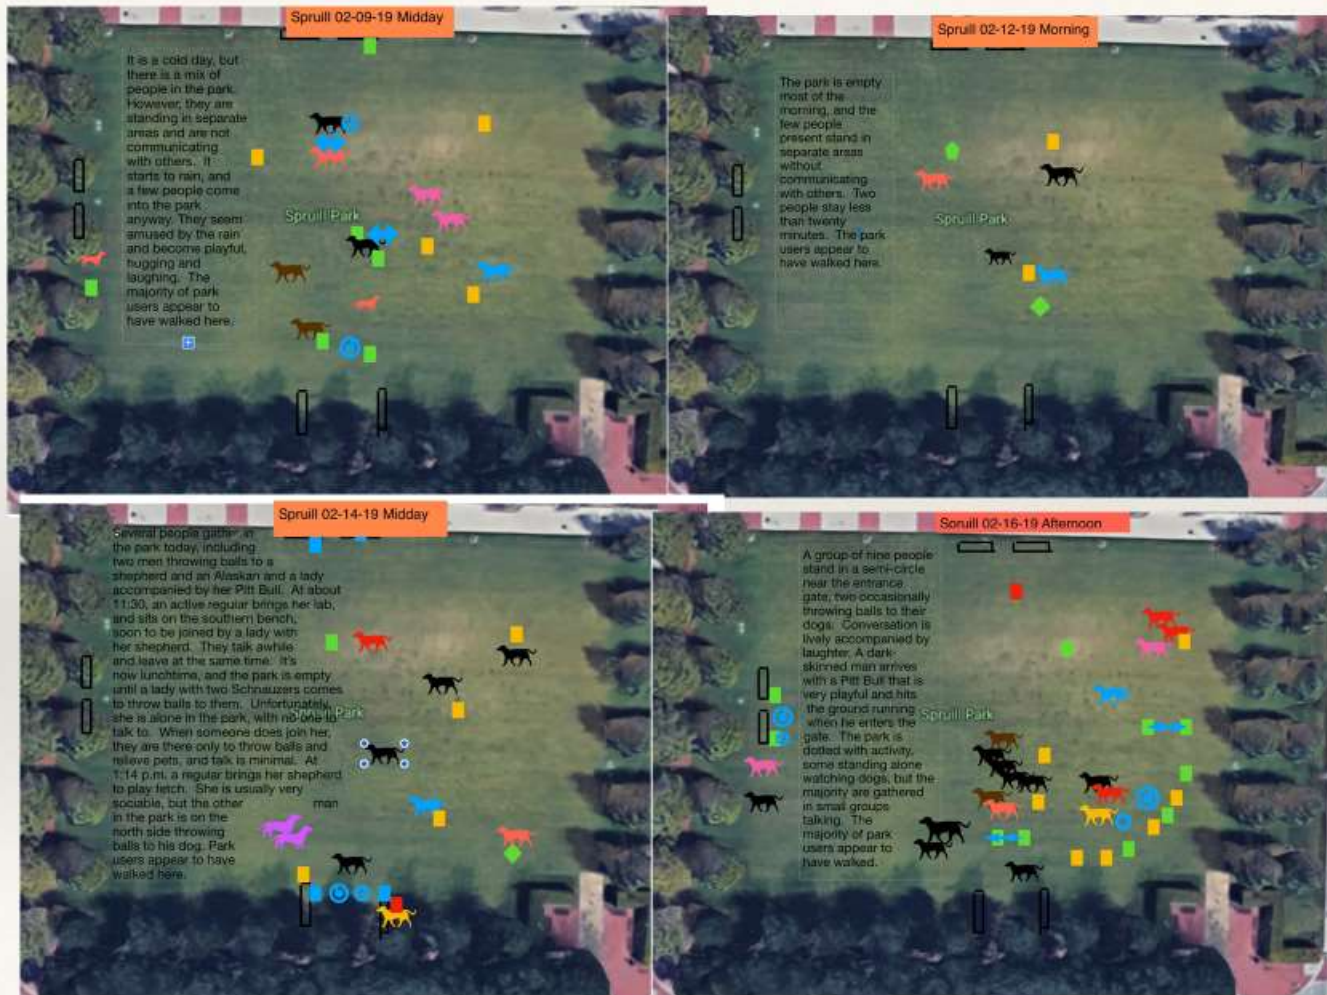 Spruill 02-09-19 Midday
It is a cold day, but
there is a mix of
people in the park.
However, they are
standing in separate
areas and are not
communicating
with others. It
starts to rain, and
a few people come
into the park
anyway. They seem
amused by the rain
and become playful,
hugging and
laughing. The
majority of park
users appear to
have walked here.
Spruill Park
Spruill 02-12-19 Morning
The park is empty
most of the
morning, and the
few people
present stand in
separate areas
without
communicating
with others. Two
people stay less
than twenty
minutes. The park
users appear to
have walked here.
Spruill Park
Spruill 02-14-19 Midday
Several people gather in
the park today, including
two men throwing balls to a
shepherd and an Alaskan and a lady
accompanied by her Pitt Bull. At about
11:30, an active regular brings her lab,
and sits on the southern bench,
soon to be joined by a lady with
her shepherd. They talk awhile
and leave at the same time. It's
now lunchtime, and the park is empty
until a lady with two Schnauzers comes
to throw balls to them. Unfortunately,
she is alone in the park, with no one to
talk to. When someone does join her,
they are there only to throw balls and
relieve pets, and talk is minimal. At
1:14 p.m. a regular brings her shepherd
to play fetch. She is usually very
sociable, but the other man
in the park is on the
north side throwing
balls to his dog. Park
users appear to have
walked here.
Park
Spruill 02-16-19 Afternoon
A group of nine people
stand in a semi-circle
near the entrance
gate, two occasionally
throwing balls to their
dogs. Conversation is
lively accompanied by
laughter. A dark-
skinned man arrives
with a Pitt Bull that is
very playful and hits
the ground running
when he enters the
gate. The park is
dotted with activity,
some standing alone
watching dogs, but the
majority are gathered
in small groups
talking. The
majority of park
users appear to
have walked.
Spruill Park